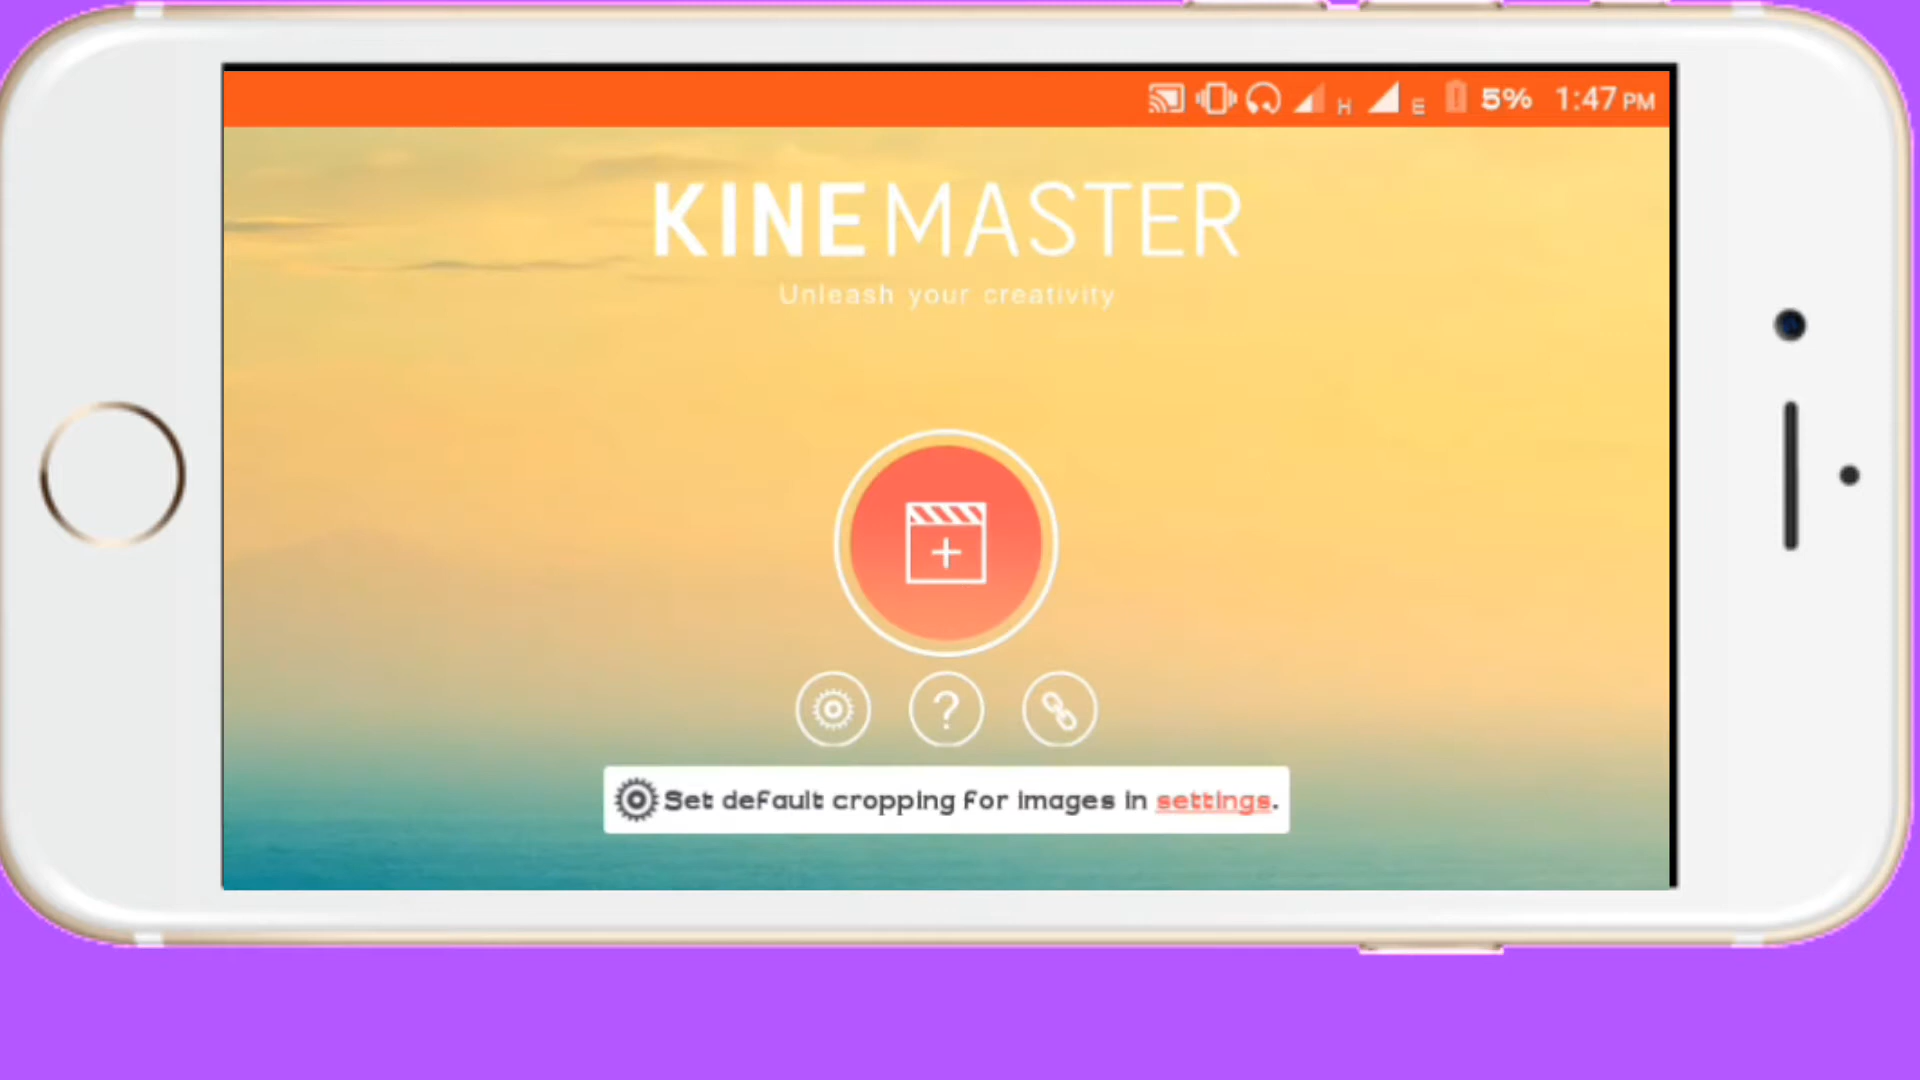 H E 5% 1:47 PM
KINEMASTER
Unleash your creativity
Set default cropping for images in settings.